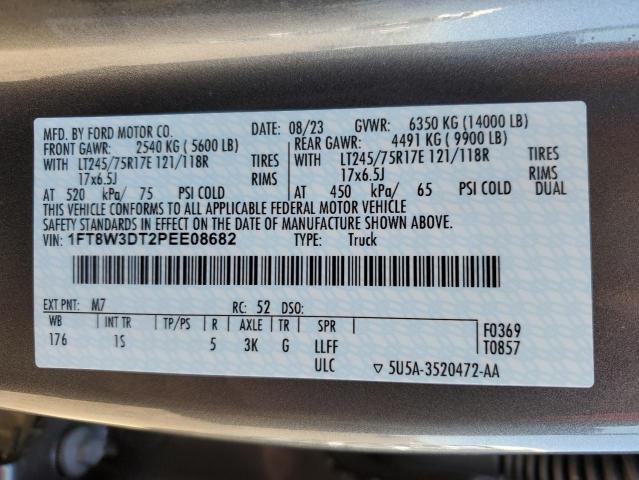 MFD. BY FORD MOTOR CO. DATE: 08/23 GVWR: 6350 KG (14000 LB)
FRONT GAWR: 2540 KG (5600 LB) REAR GAWR: 4491 KG (9900 LB)
WITH LT245/75R17E 121/118R TIRES WITH LT245/75R17E 121/118R TIRES
17x6.5J RIMS 17x6.5J RIMS
AT 520 kPa/ 75 PSI COLD AT 450 kPa/ 65 PSI COLD DUAL
THIS VEHICLE CONFORMS TO ALL APPLICABLE FEDERAL MOTOR VEHICLE
SAFETY STANDARDS IN EFFECT ON THE DATE OF MANUFACTURE SHOWN ABOVE.
VIN: 1FT8W3DT2PEE08682 TYPE: Truck
EXT PNT: M7 RC: 52 DSO:
WB INT TR TP/PS R AXLE TR SPR F0369
176 1S 5 3K G LLFF T0857
ULC ▽ 5U5A-3520472-AA